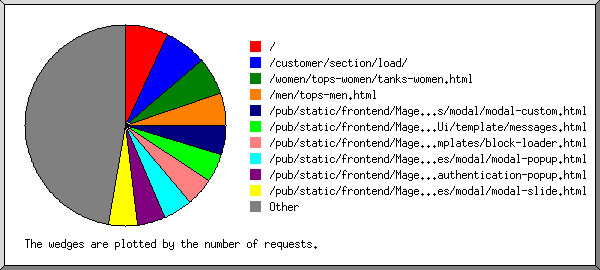 /
/customer/section/load/
/women/tops-women/tanks-women.html
/men/tops-men.html
/pub/static/frontend/Mage...s/modal/modal-custom.html
/pub/static/frontend/Mage...Ui/template/messages.html
/pub/static/frontend/Mage...mplates/block-loader.html
/pub/static/frontend/Mage...es/modal/modal-popup.html
/pub/static/frontend/Mage...authentication-popup.html
/pub/static/frontend/Mage...es/modal/modal-slide.html
Other
The wedges are plotted by the number of requests.